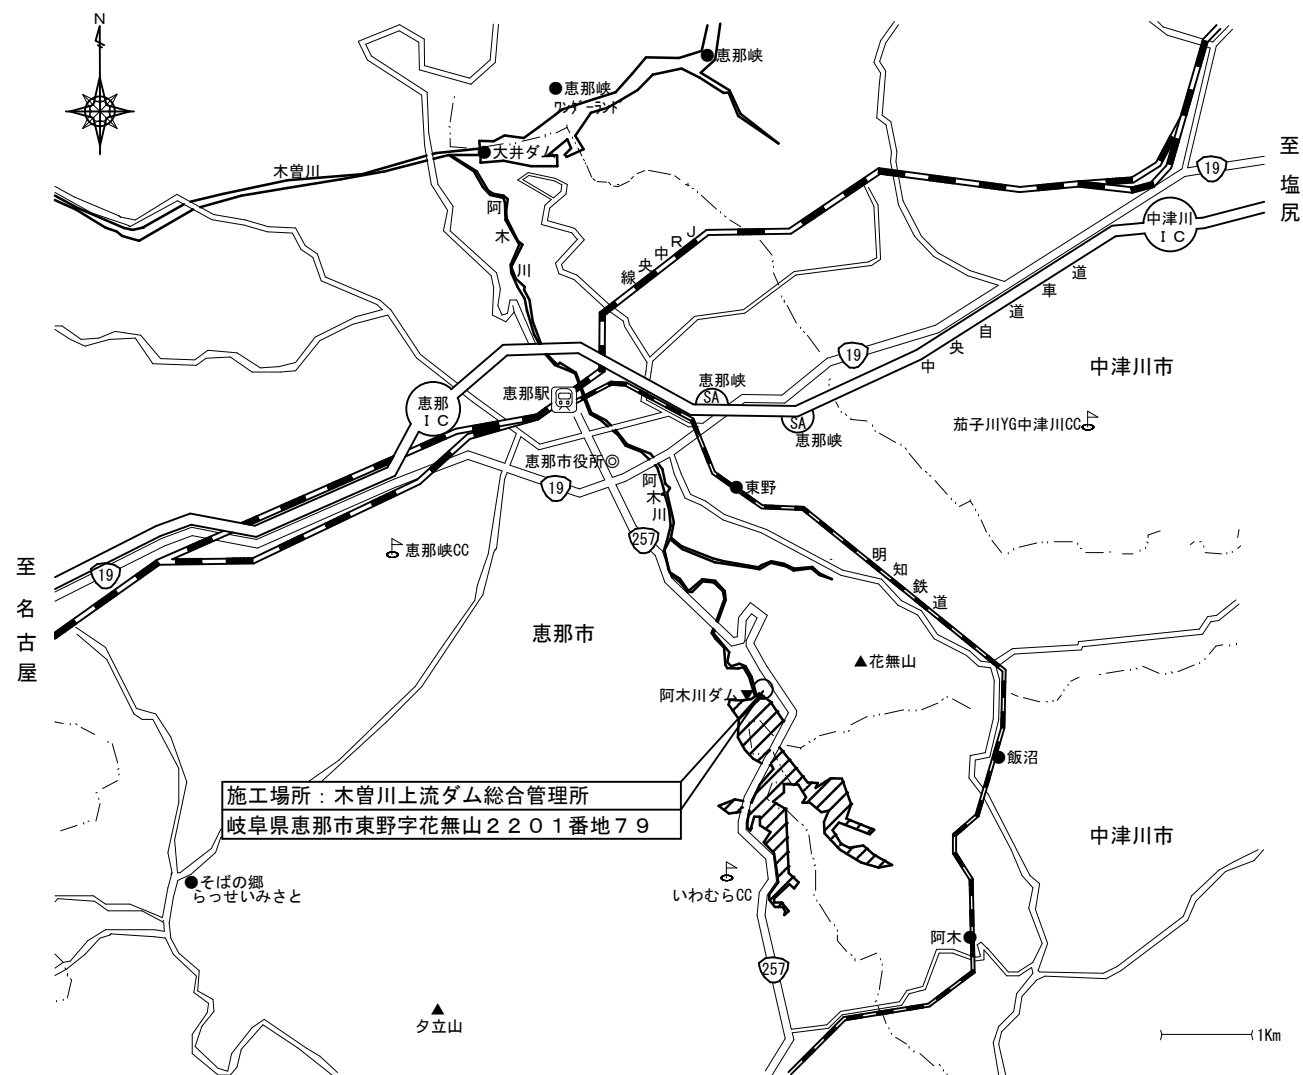 N
恵那峡
恵那峡
ﾜﾝﾀﾞｰﾗﾝﾄﾞ
大井ダム
木曽川
阿木川
19
至塩尻
中津川
ＩＣ
JR中央線
中央自動車道
19
中津川市
恵那峡
SA
恵那駅
恵那
ＩＣ
SA
恵那峡
茄子川YG中津川CC
恵那市役所◎
阿木川
19
東野
257
恵那峡CC
明知鉄道
至名古屋
19
恵那市
▲花無山
阿木川ダム▼
飯沼
施工場所：木曽川上流ダム総合管理所
岐阜県恵那市東野字花無山２２０１番地７９
中津川市
いわむらCC
そばの郷
らっせいみさと
阿木
257
▲
夕立山
1Km